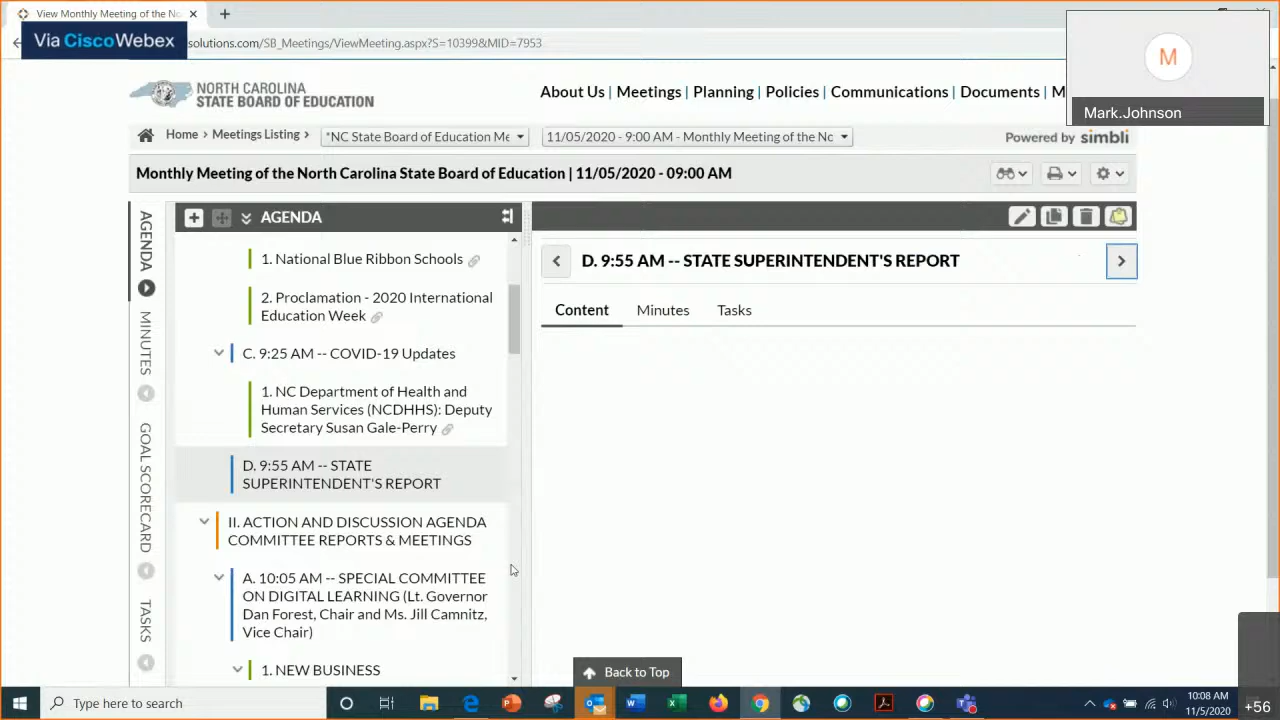 View Monthly Meeting of the No
Via CiscoWebex
solutions.com/SB_Meetings/ViewMeeting.aspx?S=10399&MID=7953
M
Mark.Johnson
NORTH CAROLINA
STATE BOARD OF EDUCATION
About Us | Meetings | Planning | Policies | Communications | Documents | M
Home > Meetings Listing >
*NC State Board of Education Me
11/05/2020 - 9:00 AM - Monthly Meeting of the Nc
Powered by simbli
Monthly Meeting of the North Carolina State Board of Education | 11/05/2020 - 09:00 AM
AGENDA
MINUTES
GOAL SCORECARD
TASKS
AGENDA
1. National Blue Ribbon Schools
2. Proclamation - 2020 International
Education Week
C. 9:25 AM -- COVID-19 Updates
1. NC Department of Health and
Human Services (NCDHHS): Deputy
Secretary Susan Gale-Perry
D. 9:55 AM -- STATE
SUPERINTENDENT'S REPORT
II. ACTION AND DISCUSSION AGENDA
COMMITTEE REPORTS & MEETINGS
A. 10:05 AM -- SPECIAL COMMITTEE
ON DIGITAL LEARNING (Lt. Governor
Dan Forest, Chair and Ms. Jill Camnitz,
Vice Chair)
1. NEW BUSINESS
D. 9:55 AM -- STATE SUPERINTENDENT'S REPORT
Content
Minutes
Tasks
Back to Top
Type here to search
10:08 AM
11/5/2020
+56